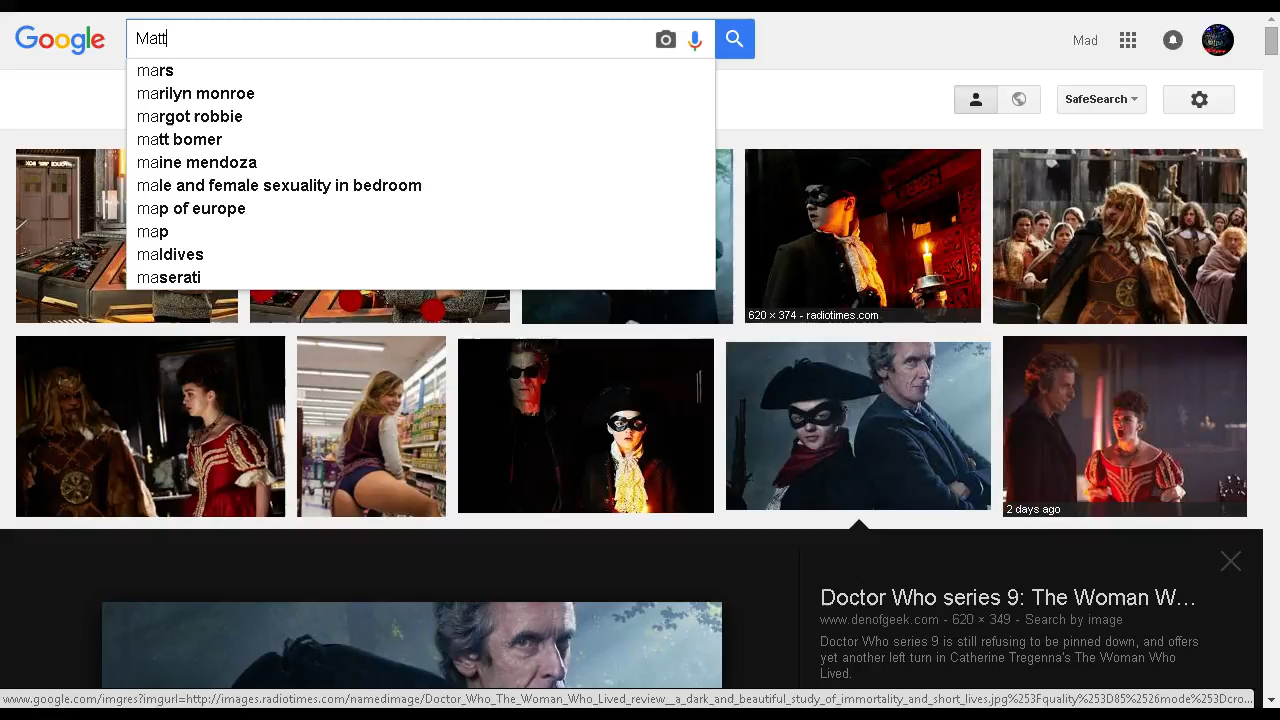 Google
Matt
Mad
mars
marilyn monroe
margot robbie
matt bomer
maine mendoza
male and female sexuality in bedroom
map of europe
map
maldives
maserati
SafeSearch
620 × 374 - radiotimes.com
2 days ago
Doctor Who series 9: The Woman W...
www.denofgeek.com - 620 × 349 - Search by image
Doctor Who series 9 is still refusing to be pinned down, and offers
yet another left turn in Catherine Tregenna's The Woman Who
Lived.
www.google.com/imgres?imgurl=http://images.radiotimes.com/namedimage/Doctor_Who_The_Woman_Who_Lived_review__a_dark_and_beautiful_study_of_immortality_and_short_lives.jpg%253Fquality%253D85%2526mode%253Dcro...